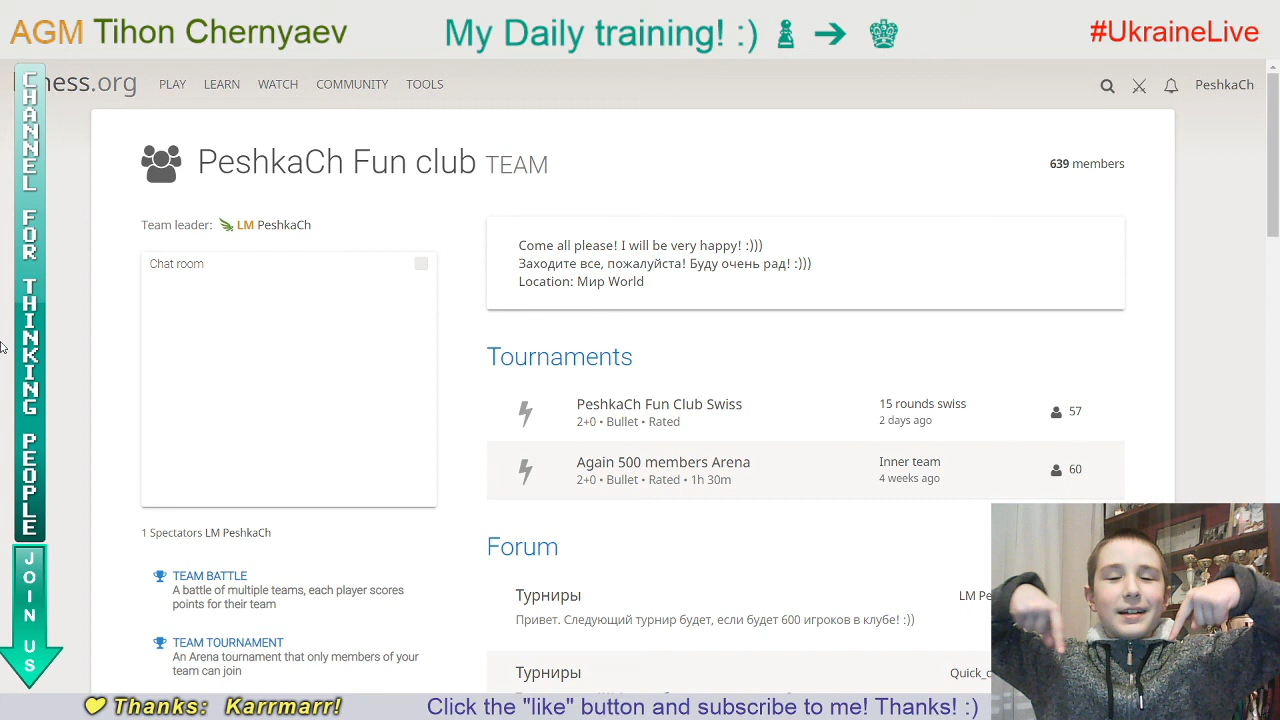 AGM Tihon Chernyaev
My Daily training! :) ♟ → ♚
#UkraineLive
CHANNEL FOR THINKING PEOPLE
JOIN US
hess.org
PLAY LEARN WATCH COMMUNITY TOOLS
PeshkaCh
PeshkaCh Fun club TEAM
639 members
Team leader: LM PeshkaCh
Chat room
1 Spectators LM PeshkaCh
TEAM BATTLE
A battle of multiple teams, each player scores
points for their team
TEAM TOURNAMENT
An Arena tournament that only members of your
team can join
Come all please! I will be very happy! :)))
Заходите все, пожалуйста! Буду очень рад! :)))
Location: Мир World
Tournaments
PeshkaCh Fun Club Swiss
2+0 • Bullet • Rated
15 rounds swiss
2 days ago
57
Again 500 members Arena
2+0 • Bullet • Rated • 1h 30m
Inner team
4 weeks ago
60
Forum
Турниры
LM Pe
Привет. Следующий турнир будет, если будет 600 игроков в клубе! :))
Турниры
Quick_c
Thanks: Karrmarr!
Click the "like" button and subscribe to me! Thanks! :)